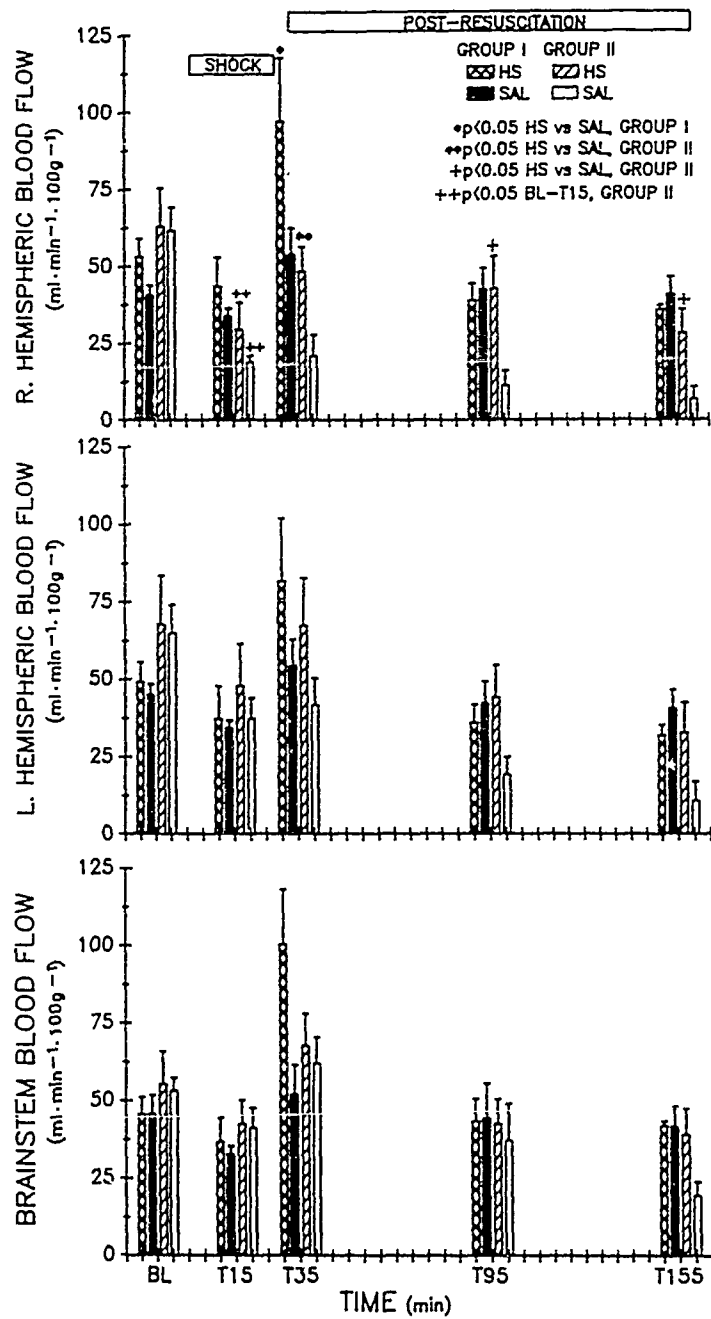 POST-RESUSCITATION
SHOCK
GROUP I GROUP II
HS HS
SAL SAL
•p<0.05 HS vs SAL, GROUP I
••p<0.05 HS vs SAL, GROUP II
+p<0.05 HS vs SAL, GROUP II
++p<0.05 BL-T15, GROUP II
R. HEMISPHERIC BLOOD FLOW
(ml·min⁻¹·100g⁻¹)
125
100
75
50
25
0
•
++
++
••
+
+
L. HEMISPHERIC BLOOD FLOW
(ml·min⁻¹·100g⁻¹)
125
100
75
50
25
0
BRAINSTEM BLOOD FLOW
(ml·min⁻¹·100g⁻¹)
125
100
75
50
25
0
BL T15 T35 T95 T155
TIME (min)